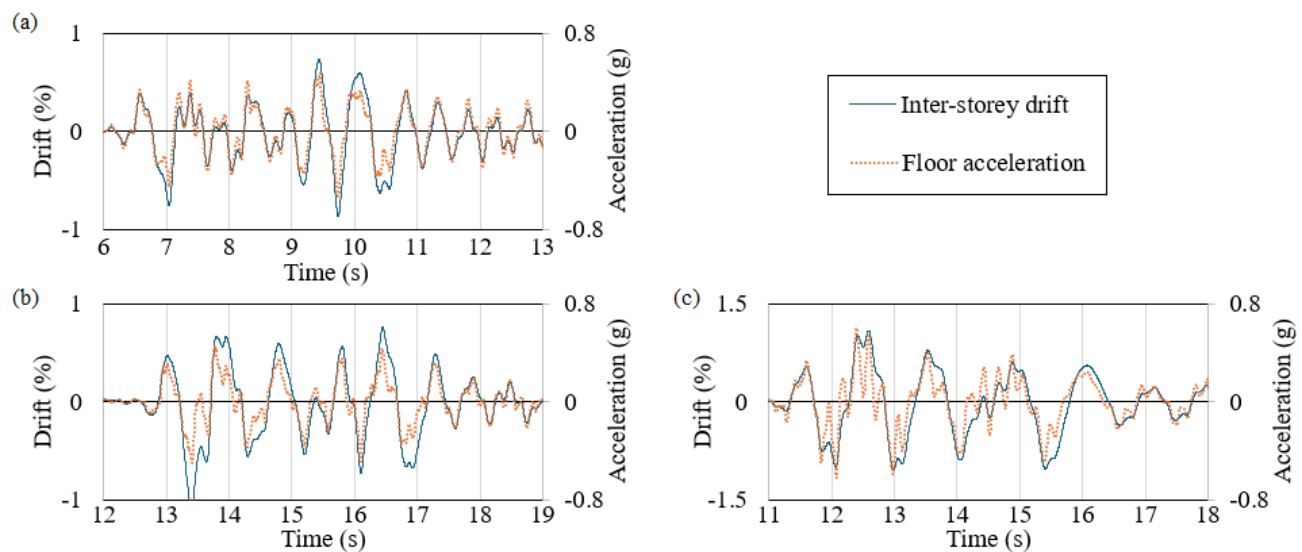 (a)
1
0
-1
Drift (%)
0.8
0
-0.8
Acceleration (g)
6 7 8 9 10 11 12 13
Time (s)
Inter-storey drift
Floor acceleration
(b)
1
0
-1
Drift (%)
0.8
0
-0.8
Acceleration (g)
12 13 14 15 16 17 18 19
Time (s)
(c)
1.5
0
-1.5
Drift (%)
0.8
0
-0.8
Acceleration (g)
11 12 13 14 15 16 17 18
Time (s)